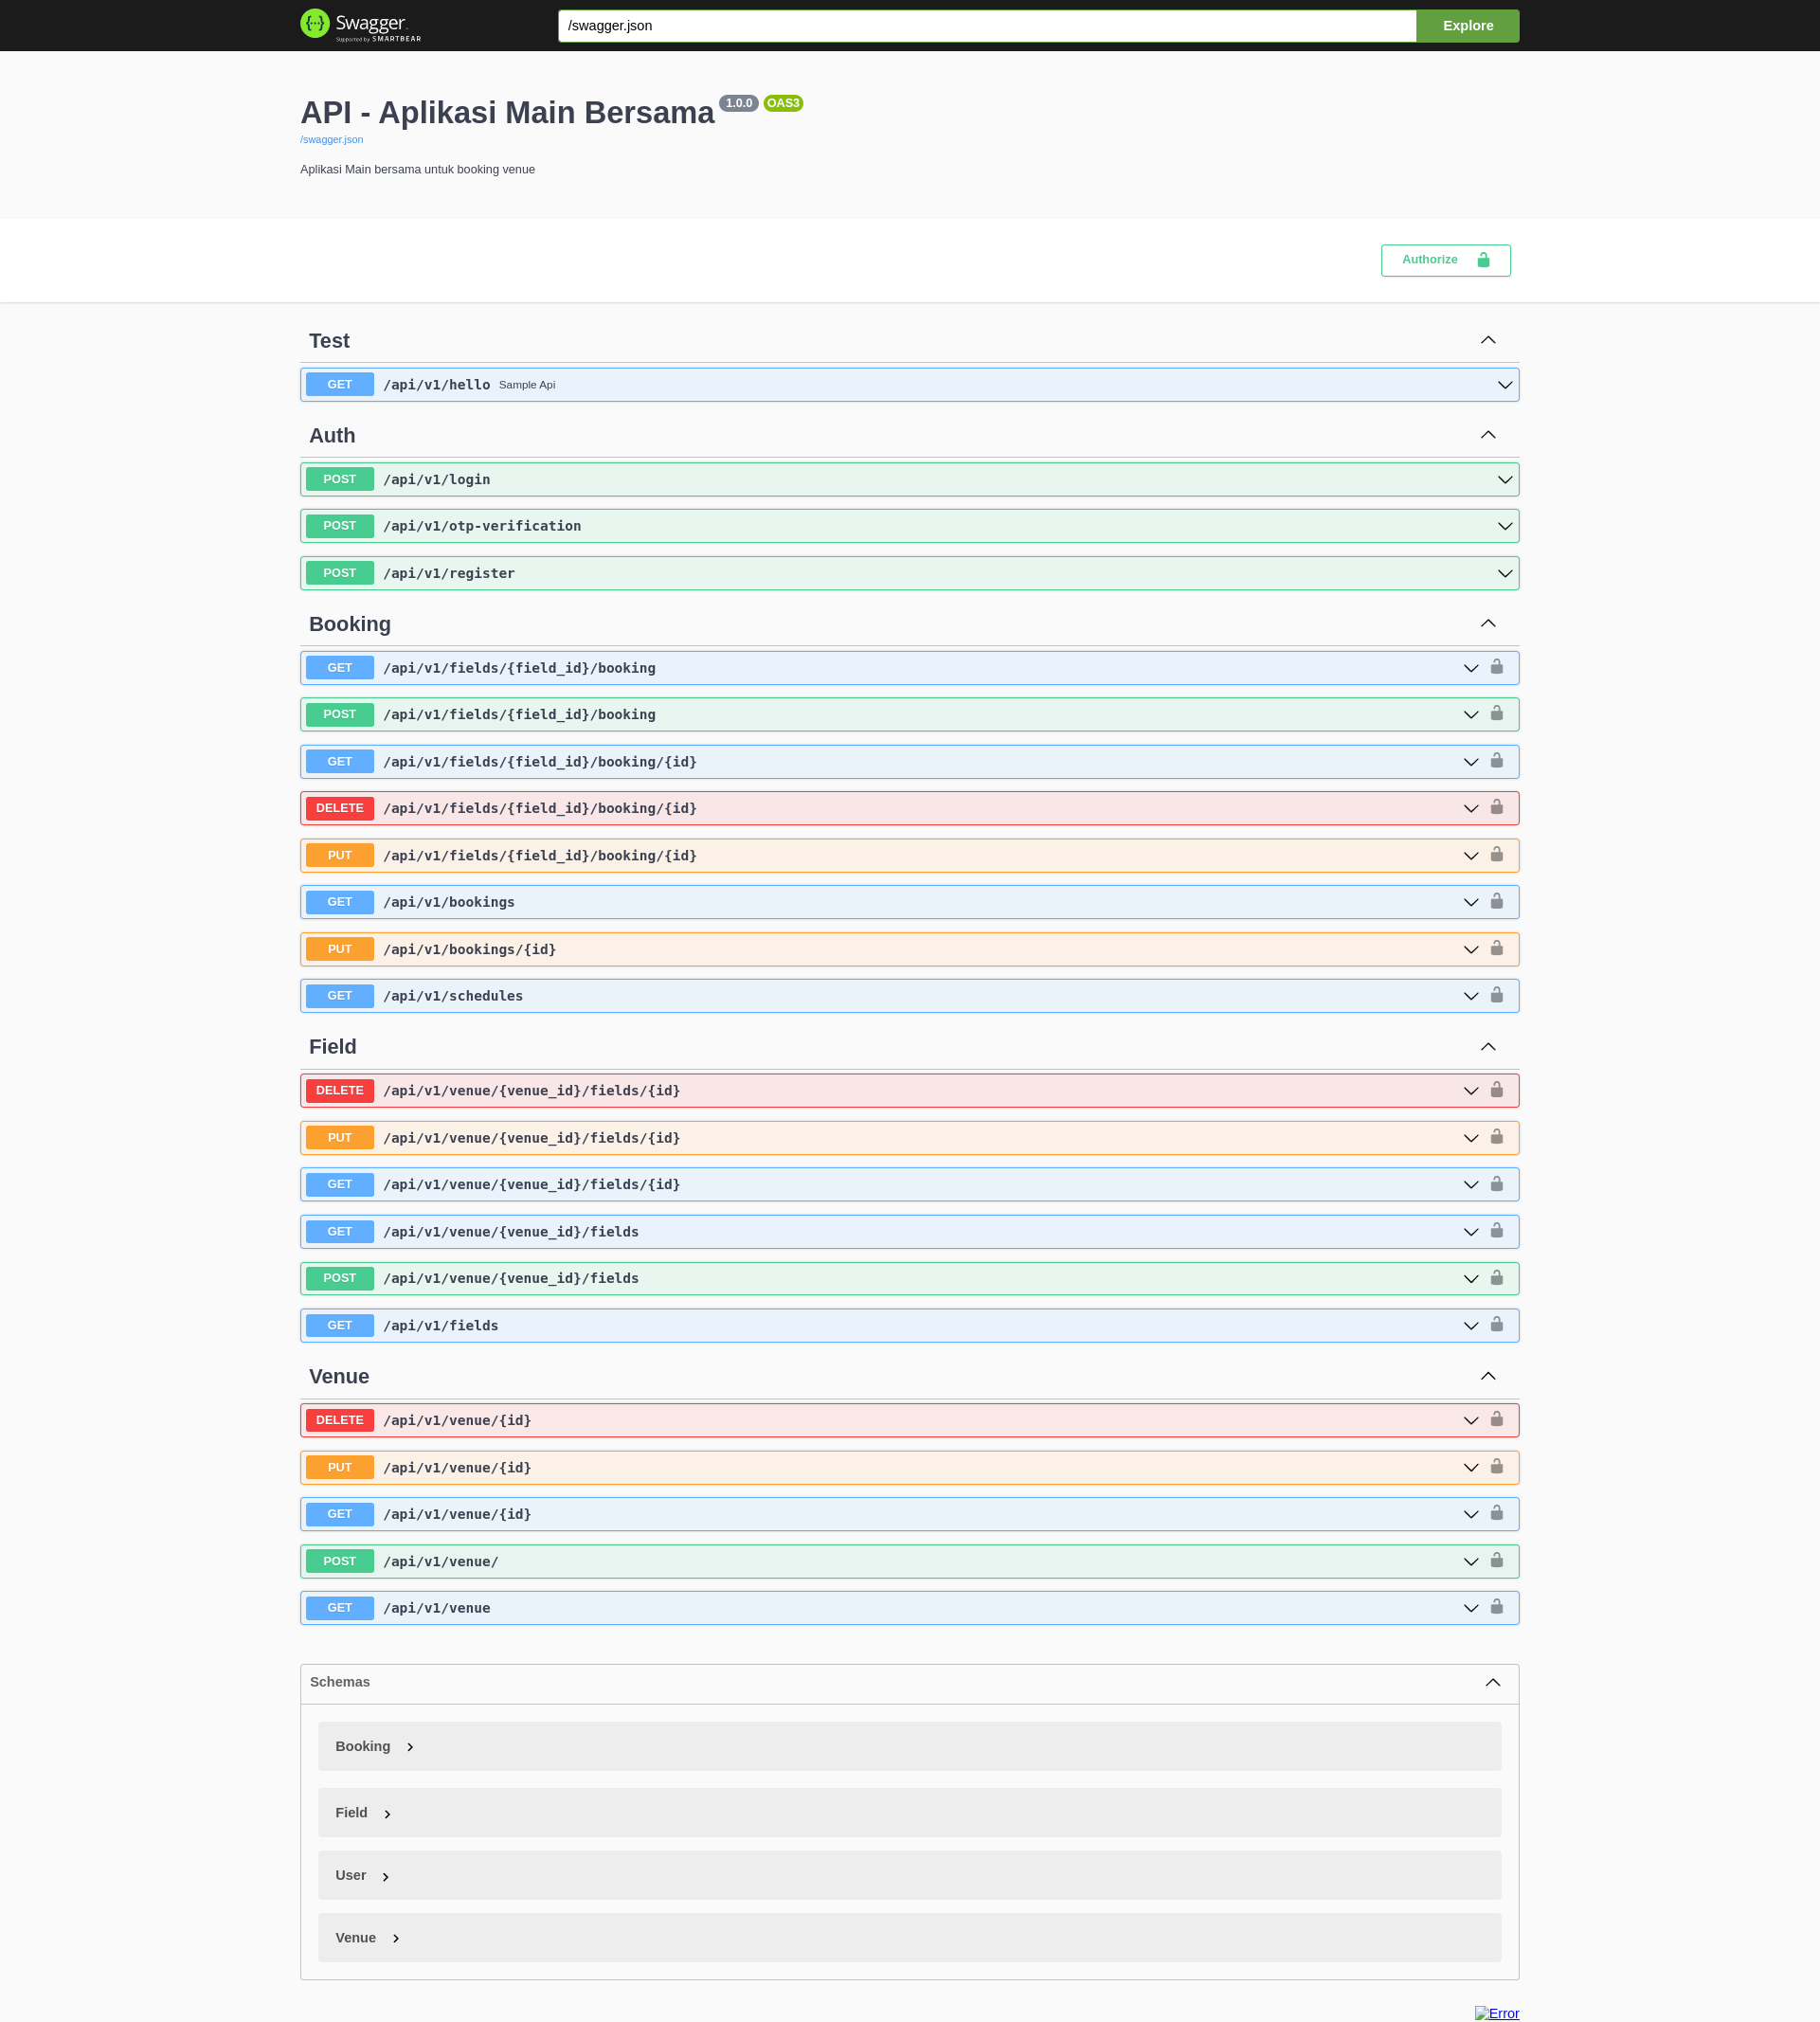 Swagger
Supported by SMARTBEAR
/swagger.json
Explore
API - Aplikasi Main Bersama 1.0.0 OAS3
/swagger.json
Aplikasi Main bersama untuk booking venue
Authorize
Test
GET /api/v1/hello Sample Api
Auth
POST /api/v1/login
POST /api/v1/otp-verification
POST /api/v1/register
Booking
GET /api/v1/fields/{field_id}/booking
POST /api/v1/fields/{field_id}/booking
GET /api/v1/fields/{field_id}/booking/{id}
DELETE /api/v1/fields/{field_id}/booking/{id}
PUT /api/v1/fields/{field_id}/booking/{id}
GET /api/v1/bookings
PUT /api/v1/bookings/{id}
GET /api/v1/schedules
Field
DELETE /api/v1/venue/{venue_id}/fields/{id}
PUT /api/v1/venue/{venue_id}/fields/{id}
GET /api/v1/venue/{venue_id}/fields/{id}
GET /api/v1/venue/{venue_id}/fields
POST /api/v1/venue/{venue_id}/fields
GET /api/v1/fields
Venue
DELETE /api/v1/venue/{id}
PUT /api/v1/venue/{id}
GET /api/v1/venue/{id}
POST /api/v1/venue/
GET /api/v1/venue
Schemas
Booking
Field
User
Venue
Error